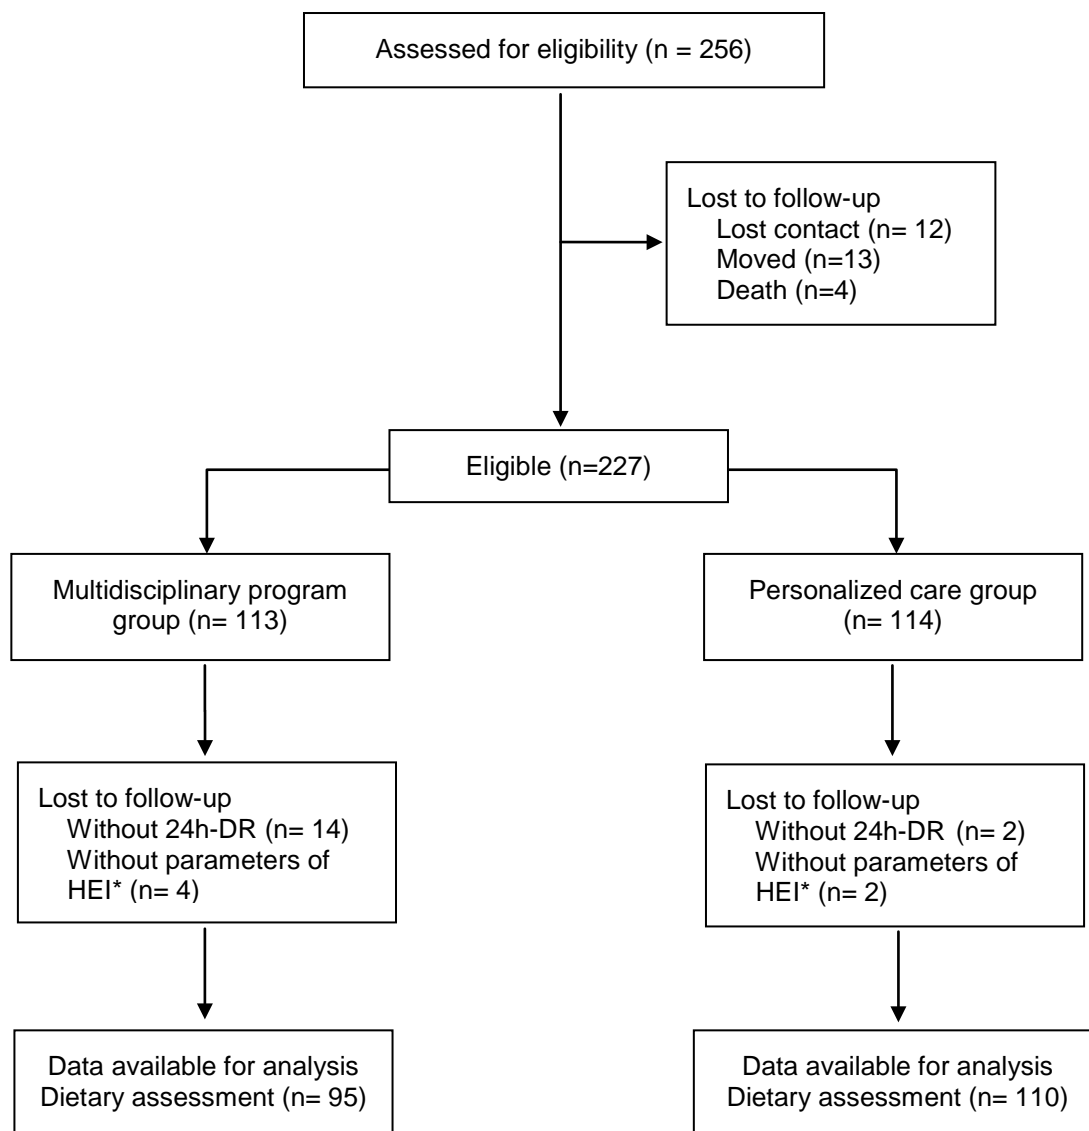 Assessed for eligibility (n = 256)
Lost to follow-up
Lost contact (n= 12)
Moved (n=13)
Death (n=4)
Eligible (n=227)
Multidisciplinary program
group (n= 113)
Personalized care group
(n= 114)
Lost to follow-up
Without 24h-DR (n= 14)
Without parameters of
HEI* (n= 4)
Lost to follow-up
Without 24h-DR (n= 2)
Without parameters of
HEI* (n= 2)
Data available for analysis
Dietary assessment (n= 95)
Data available for analysis
Dietary assessment (n= 110)